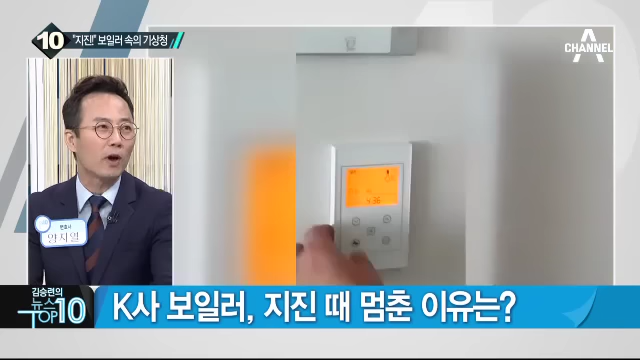 10 "지진!" 보일러 속의 기상청
CHANNEL A
4:36
변호사
양지열
김승련의
뉴스
TOP10
K사 보일러, 지진 때 멈춘 이유는?